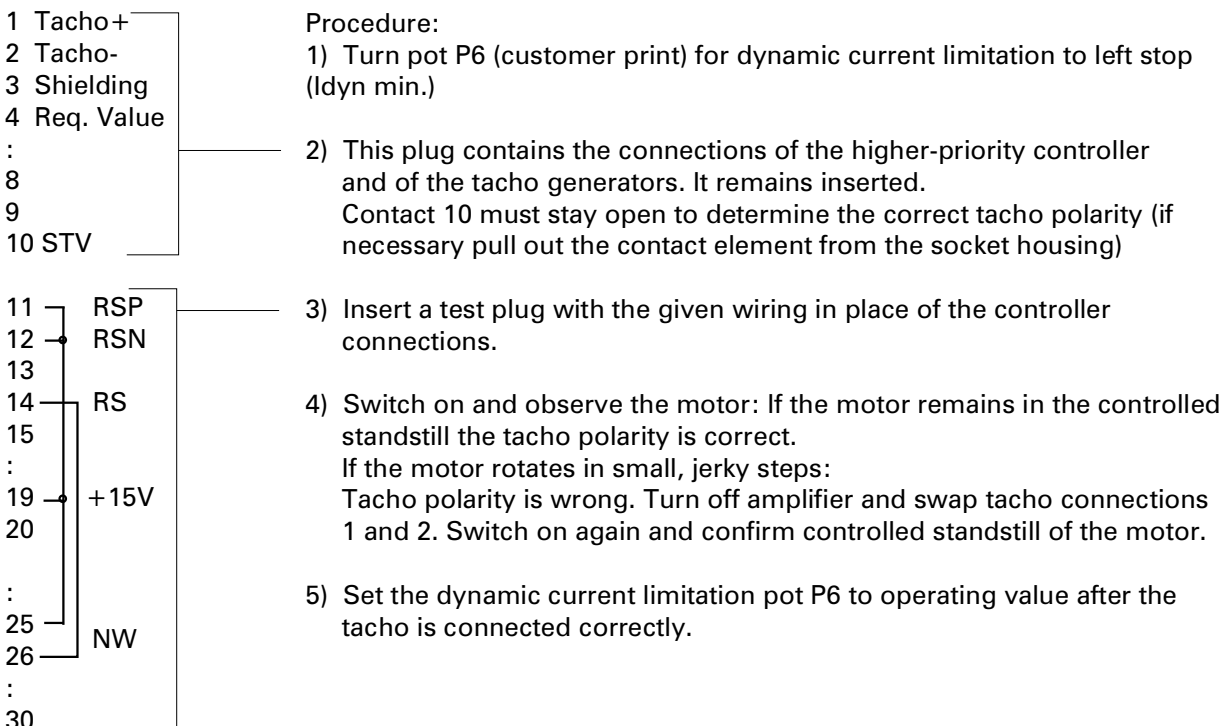 1 Tacho+
2 Tacho-
3 Shielding
4 Req. Value
:
8
9
10 STV
11 RSP
12 RSN
13
14 RS
15
:
19 +15V
20
:
25
NW
26
:
30
Procedure:
1) Turn pot P6 (customer print) for dynamic current limitation to left stop
(Idyn min.)
2) This plug contains the connections of the higher-priority controller
and of the tacho generators. It remains inserted.
Contact 10 must stay open to determine the correct tacho polarity (if
necessary pull out the contact element from the socket housing)
3) Insert a test plug with the given wiring in place of the controller
connections.
4) Switch on and observe the motor: If the motor remains in the controlled
standstill the tacho polarity is correct.
If the motor rotates in small, jerky steps:
Tacho polarity is wrong. Turn off amplifier and swap tacho connections
1 and 2. Switch on again and confirm controlled standstill of the motor.
5) Set the dynamic current limitation pot P6 to operating value after the
tacho is connected correctly.